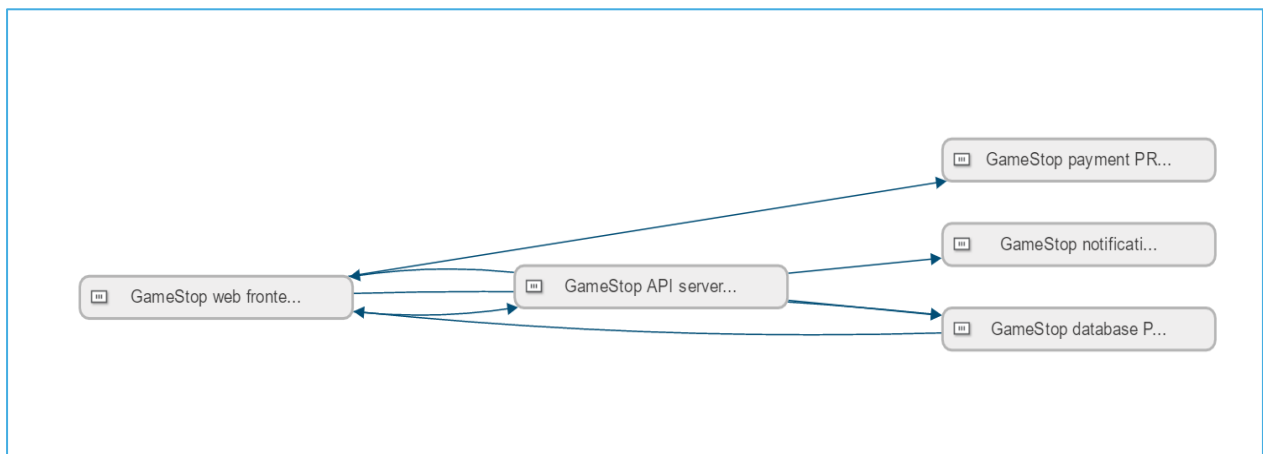 GameStop payment PR...
GameStop notificati...
GameStop web fronte...
GameStop API server...
GameStop database P...